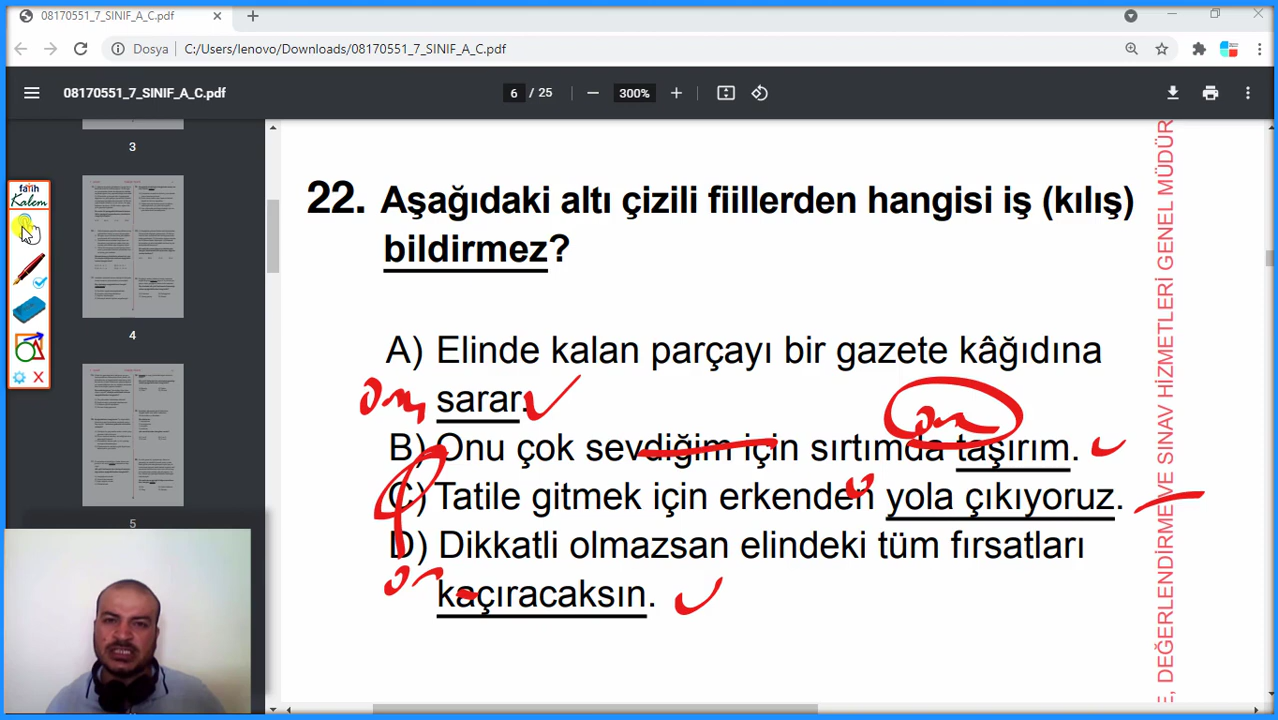 08170551_7_SINIF_A_C.pdf
Dosya C:/Users/lenovo/Downloads/08170551_7_SINIF_A_C.pdf
08170551_7_SINIF_A_C.pdf
6 / 25
300%
3
4
5
fatih
Kalem
22. Aşağıdaki altı çizili fiillerden hangisi iş (kılış)
bildirmez?
A) Elinde kalan parçayı bir gazete kâğıdına
onu
sarar.
onu
B) Onu çok sevdiğim için sırtımda taşırım.
C) Tatile gitmek için erkenden yola çıkıyoruz.
D) Dikkatli olmazsan elindeki tüm fırsatları
kaçıracaksın.
E, DEĞERLENDİRME VE SINAV HİZMETLERİ GENEL MÜDÜR